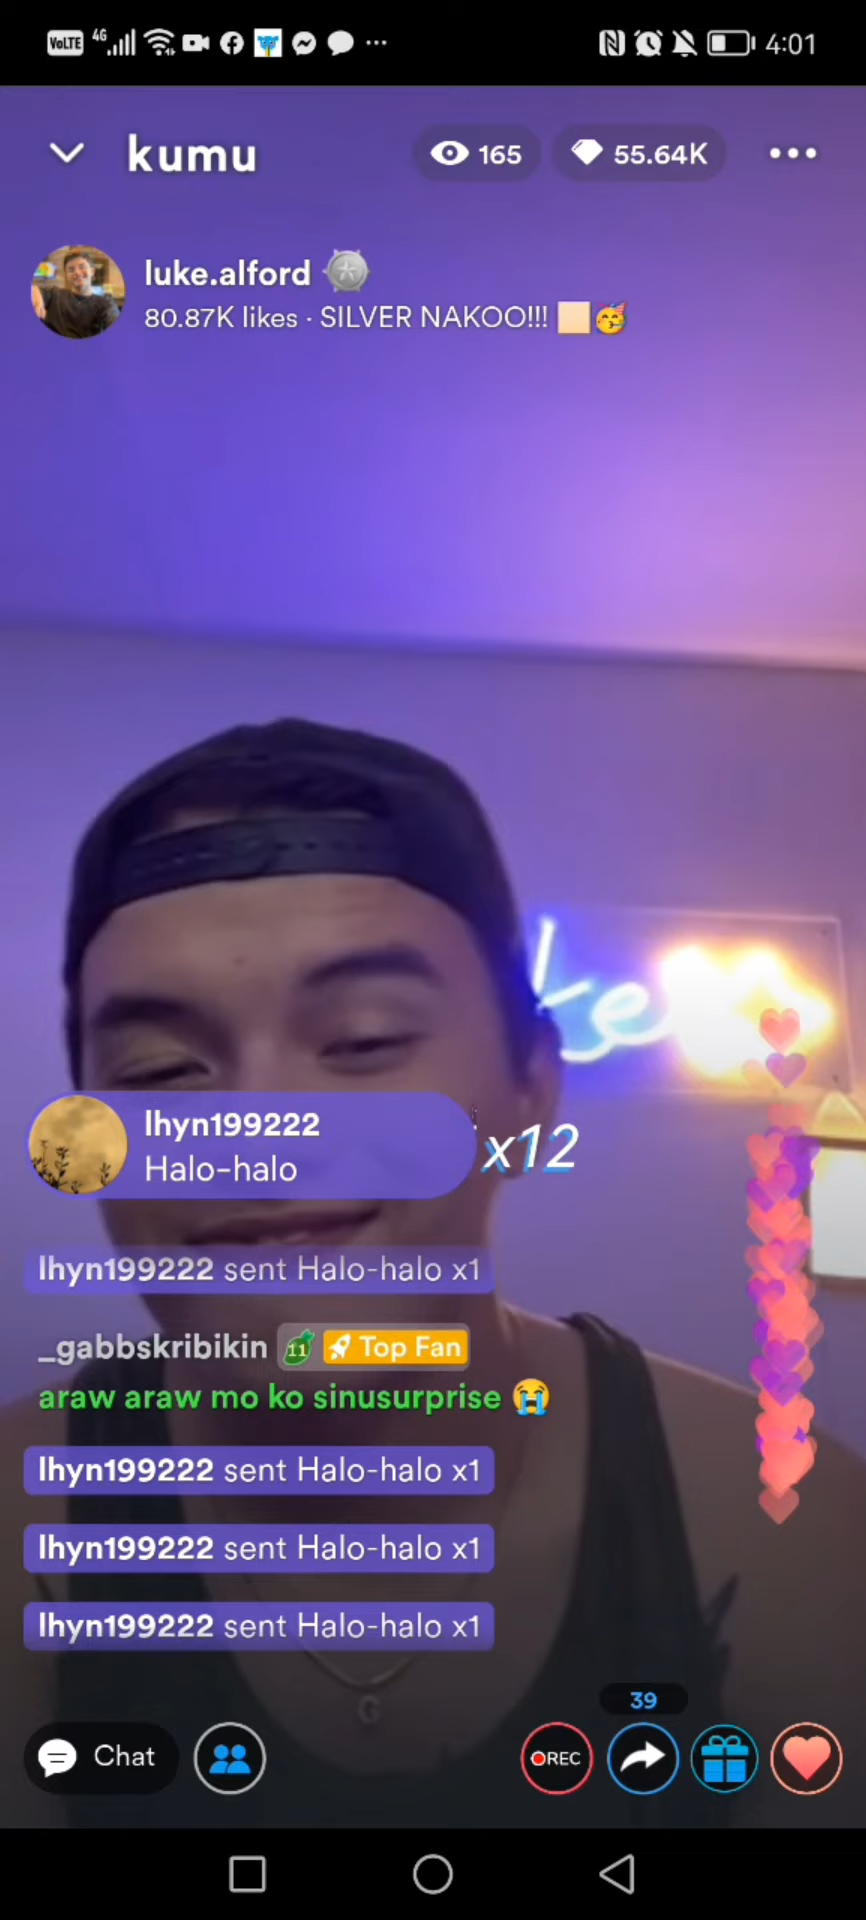 VoLTE 4G 4:01
kumu 165 55.64K
luke.alford
80.87K likes · SILVER NAKOO!!!
lhyn199222
Halo-halo
x12
lhyn199222 sent Halo-halo x1
_gabbskribikin 11 Top Fan
araw araw mo ko sinusurprise
lhyn199222 sent Halo-halo x1
lhyn199222 sent Halo-halo x1
lhyn199222 sent Halo-halo x1
G
39
Chat REC